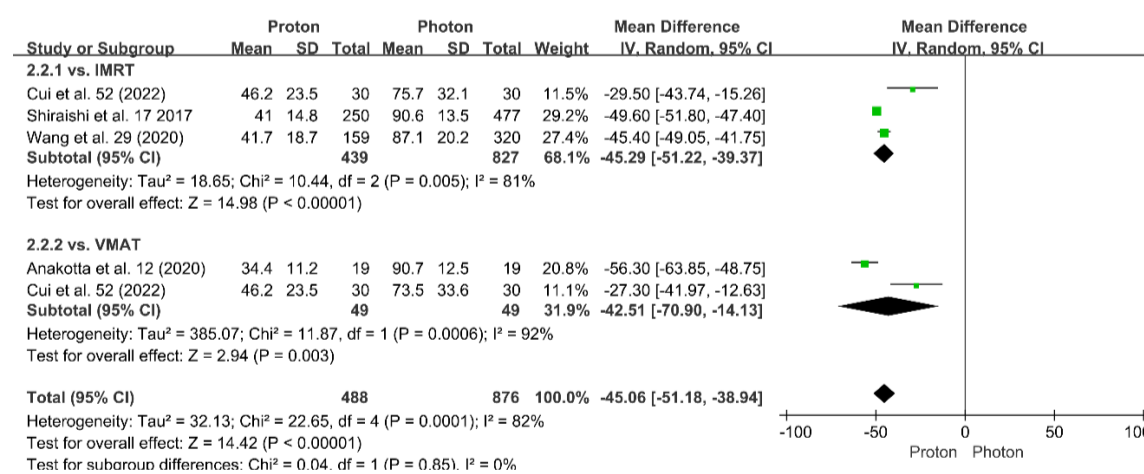 Proton Photon Mean Difference Mean Difference
Study or Subgroup Mean SD Total Mean SD Total Weight IV, Random, 95% CI IV, Random, 95% CI
2.2.1 vs. IMRT
Cui et al. 52 (2022) 46.2 23.5 30 75.7 32.1 30 11.5% -29.50 [-43.74, -15.26]
Shiraishi et al. 17 2017 41 14.8 250 90.6 13.5 477 29.2% -49.60 [-51.80, -47.40]
Wang et al. 29 (2020) 41.7 18.7 159 87.1 20.2 320 27.4% -45.40 [-49.05, -41.75]
Subtotal (95% CI) 439 827 68.1% -45.29 [-51.22, -39.37]
Heterogeneity: Tau² = 18.65; Chi² = 10.44, df = 2 (P = 0.005); I² = 81%
Test for overall effect: Z = 14.98 (P < 0.00001)
2.2.2 vs. VMAT
Anakotta et al. 12 (2020) 34.4 11.2 19 90.7 12.5 19 20.8% -56.30 [-63.85, -48.75]
Cui et al. 52 (2022) 46.2 23.5 30 73.5 33.6 30 11.1% -27.30 [-41.97, -12.63]
Subtotal (95% CI) 49 49 31.9% -42.51 [-70.90, -14.13]
Heterogeneity: Tau² = 385.07; Chi² = 11.87, df = 1 (P = 0.0006); I² = 92%
Test for overall effect: Z = 2.94 (P = 0.003)
Total (95% CI) 488 876 100.0% -45.06 [-51.18, -38.94]
Heterogeneity: Tau² = 32.13; Chi² = 22.65, df = 4 (P = 0.0001); I² = 82%
Test for overall effect: Z = 14.42 (P < 0.00001)
Test for subgroup differences: Chi² = 0.04, df = 1 (P = 0.85), I² = 0%
-100 -50 0 50 100
Proton Photon